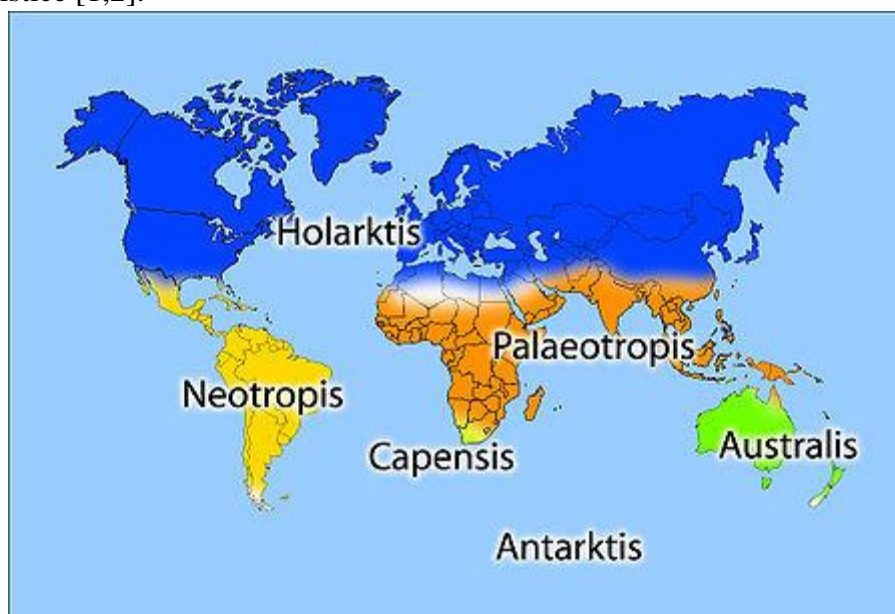 Holarktis
Palaeotropis
Neotropis
Capensis
Australis
Antarktis